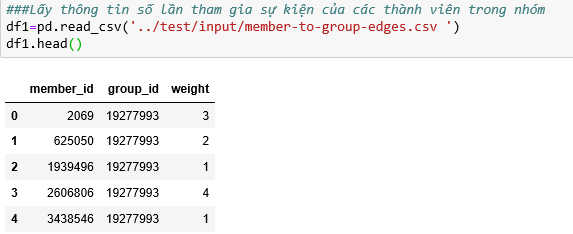 ###Lấy thông tin số lần tham gia sự kiện của các thành viên trong nhóm
df1=pd.read_csv('../test/input/member-to-group-edges.csv ')
df1.head()
member_id group_id weight
0 2069 19277993 3
1 625050 19277993 2
2 1939496 19277993 1
3 2606806 19277993 4
4 3438546 19277993 1